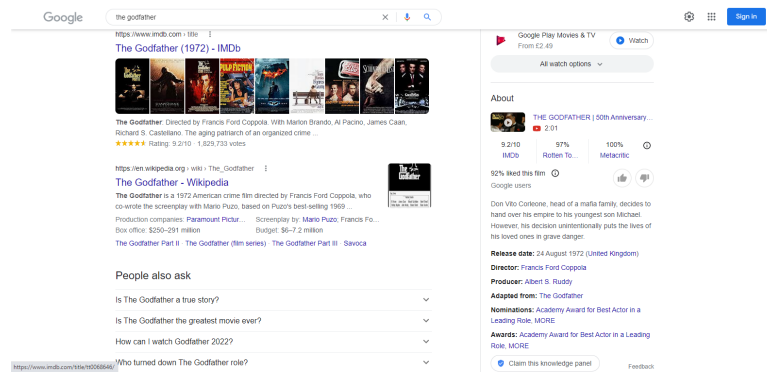 Google
the godfather
Sign in
https://www.imdb.com › title
The Godfather (1972) - IMDb
The Godfather: Directed by Francis Ford Coppola. With Marlon Brando, Al Pacino, James Caan,
Richard S. Castellano. The aging patriarch of an organized crime ...
Rating: 9.2/10 · 1,829,733 votes
https://en.wikipedia.org › wiki › The_Godfather
The Godfather - Wikipedia
The Godfather is a 1972 American crime film directed by Francis Ford Coppola, who
co-wrote the screenplay with Mario Puzo, based on Puzo's best-selling 1969 ...
Production companies: Paramount Pictur... Screenplay by: Mario Puzo; Francis Fo...
Box office: $250–291 million Budget: $6–7.2 million
The Godfather Part II · The Godfather (film series) · The Godfather Part III · Savoca
People also ask
Is The Godfather a true story?
Is The Godfather the greatest movie ever?
How can I watch Godfather 2022?
Who turned down The Godfather role?
https://www.imdb.com/title/tt0068646/
Google Play Movies & TV
From £2.49
Watch
All watch options
About
THE GODFATHER | 50th Anniversary...
2:01
9.2/10 97% 100%
IMDb Rotten To... Metacritic
92% liked this film
Google users
Don Vito Corleone, head of a mafia family, decides to
hand over his empire to his youngest son Michael.
However, his decision unintentionally puts the lives of
his loved ones in grave danger.
Release date: 24 August 1972 (United Kingdom)
Director: Francis Ford Coppola
Producer: Albert S. Ruddy
Adapted from: The Godfather
Nominations: Academy Award for Best Actor in a
Leading Role, MORE
Awards: Academy Award for Best Actor in a Leading
Role, MORE
Claim this knowledge panel
Feedback